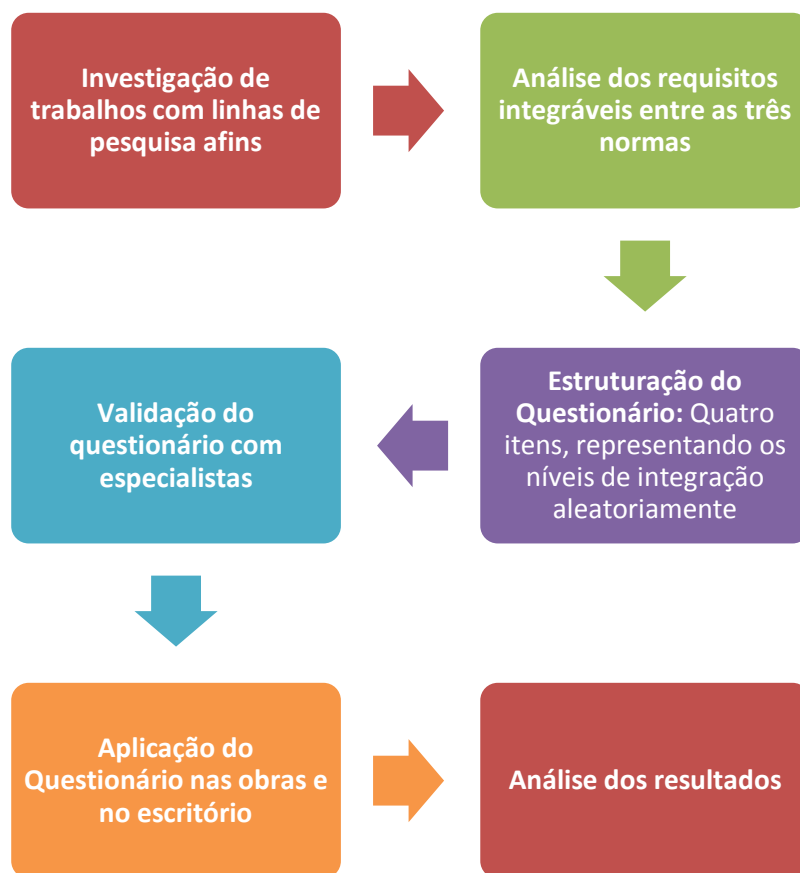 Investigação de
trabalhos com linhas de
pesquisa afins
Análise dos requisitos
integráveis entre as três
normas
Estruturação do
Questionário: Quatro
itens, representando os
níveis de integração
aleatoriamente
Validação do
questionário com
especialistas
Aplicação do
Questionário nas obras e
no escritório
Análise dos resultados